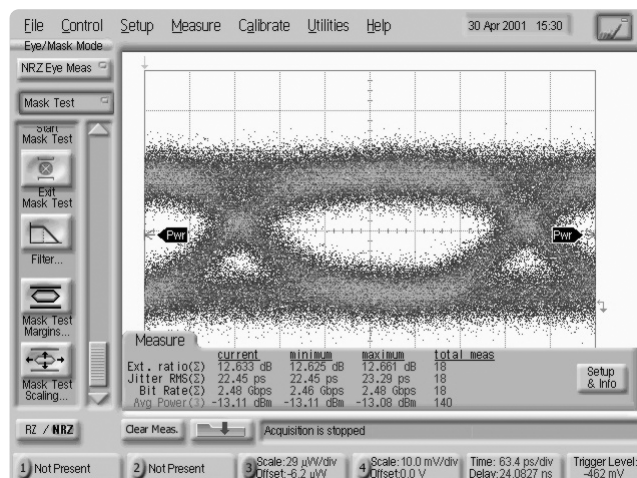 File Control Setup Measure Calibrate Utilities Help 30 Apr 2001 15:30
Eye/Mask Mode
NRZ Eye Meas
Mask Test
Start
Mask Test
Exit
Mask Test
Filter...
Mask Test
Margins...
Mask Test
Scaling...
Pwr
Pwr
Measure
current minimum maximum total meas
Ext. ratio(Σ) 12.633 dB 12.625 dB 12.661 dB 18
Jitter RMS(Σ) 22.45 ps 22.45 ps 23.29 ps 18
Bit Rate(Σ) 2.48 Gbps 2.46 Gbps 2.48 Gbps 18
Avg Power(Σ) -13.11 dBm -13.11 dBm -13.08 dBm 140
Setup
& Info
RZ / NRZ
Clear Meas.
Acquisition is stopped
1) Not Present
2) Not Present
3) Scale:29 µW/div
Offset:-6.2 µW
4) Scale: 10.0 mV/div
Offset:0.0 V
Time: 63.4 ps/div
Delay:24.0827 ns
Trigger Level:
-462 mV